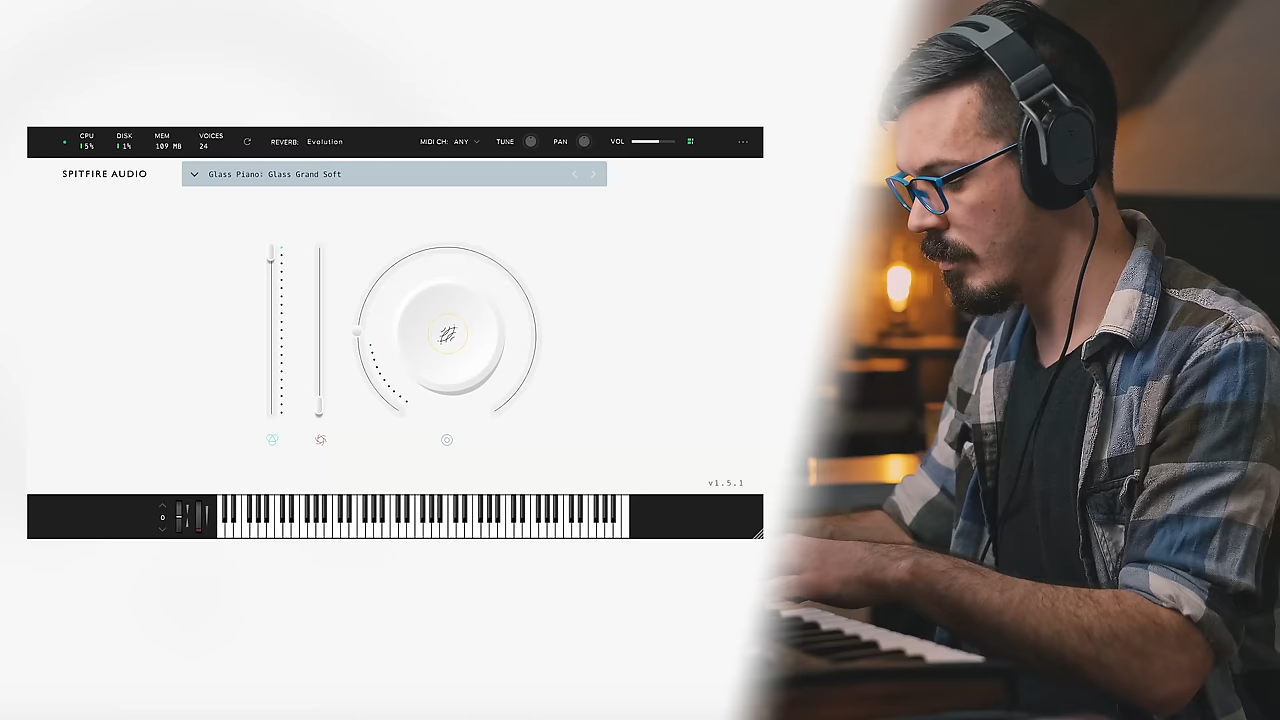 CPU DISK MEM VOICES
5% 1% 109 MB 24
REVERB: Evolution
MIDI CH: ANY TUNE PAN VOL
SPITFIRE AUDIO
Glass Piano: Glass Grand Soft
v1.5.1
0